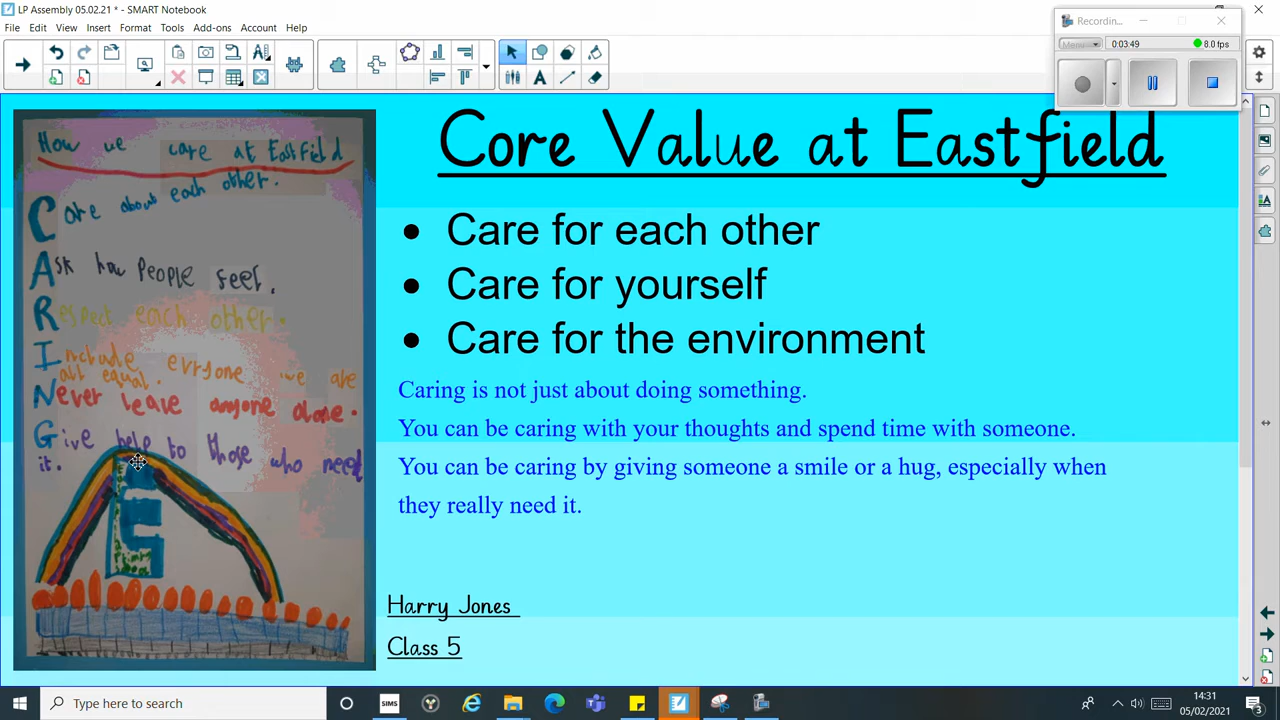 LP Assembly 05.02.21 * - SMART Notebook
File Edit View Insert Format Tools Add-ons Account Help
Recordin...
Menu 0:03:49 8.0 fps
How we care at Eastfield
Care about each other.
Ask how people feel.
Respect each other.
Include everyone we are
all equal.
Never leave anyone alone.
Give help to those who need
it.
E
Core Value at Eastfield
• Care for each other
• Care for yourself
• Care for the environment
Caring is not just about doing something.
You can be caring with your thoughts and spend time with someone.
You can be caring by giving someone a smile or a hug, especially when
they really need it.
Harry Jones
Class 5
Type here to search
SIMS
14:31
05/02/2021
3